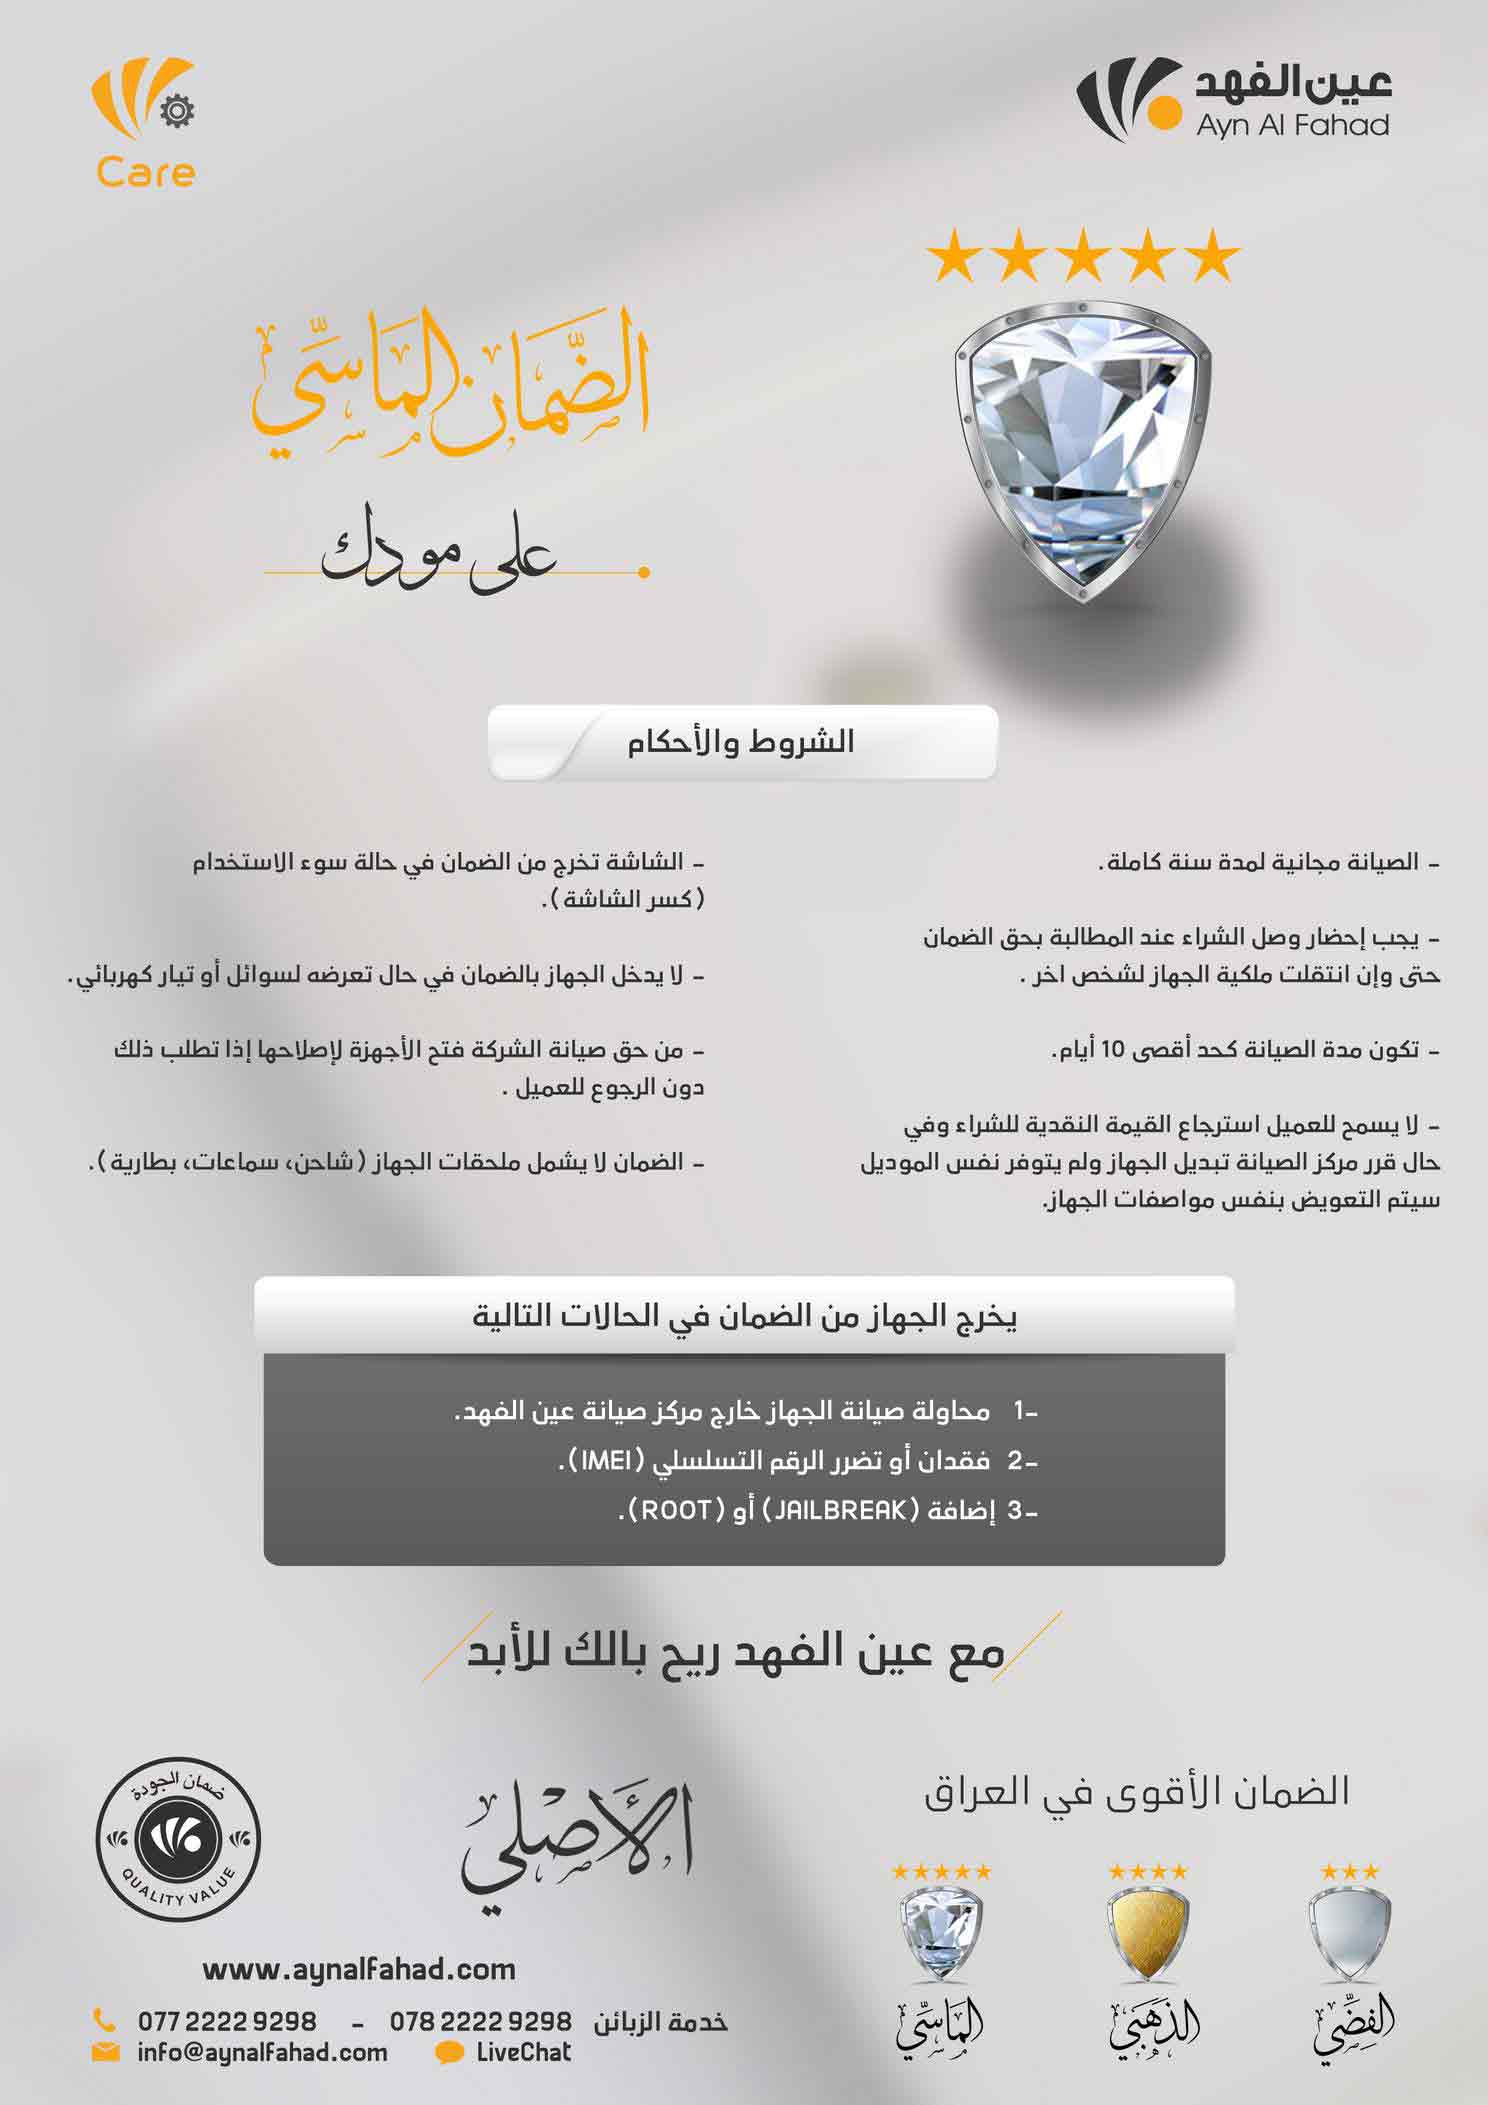 Care
عين الفهد
Ayn Al Fahad
الضمان الماسي
على مودك
الشروط والأحكام
- الصيانة مجانية لمدة سنة كاملة.
- يجب إحضار وصل الشراء عند المطالبة بحق الضمان
حتى وإن انتقلت ملكية الجهاز لشخص اخر .
- تكون مدة الصيانة كحد أقصى 10 أيام.
- لا يسمح للعميل استرجاع القيمة النقدية للشراء وفي
حال قرر مركز الصيانة تبديل الجهاز ولم يتوفر نفس الموديل
سيتم التعويض بنفس مواصفات الجهاز.
- الشاشة تخرج من الضمان في حالة سوء الاستخدام
(كسر الشاشة).
- لا يدخل الجهاز بالضمان في حال تعرضه لسوائل أو تيار كهربائي.
- من حق صيانة الشركة فتح الأجهزة لإصلاحها إذا تطلب ذلك
دون الرجوع للعميل .
- الضمان لا يشمل ملحقات الجهاز (شاحن، سماعات، بطارية).
يخرج الجهاز من الضمان في الحالات التالية
1- محاولة صيانة الجهاز خارج مركز صيانة عين الفهد.
2- فقدان أو تضرر الرقم التسلسلي (IMEI).
3- إضافة (JAILBREAK) أو (ROOT).
مع عين الفهد ريح بالك للأبد
الضمان الأقوى في العراق
الفضي
الذهبي
الماسي
الأصلي
ضمان الجودة
QUALITY VALUE
www.aynalfahad.com
خدمة الزبائن 078 2222 9298 - 077 2222 9298
info@aynalfahad.com LiveChat